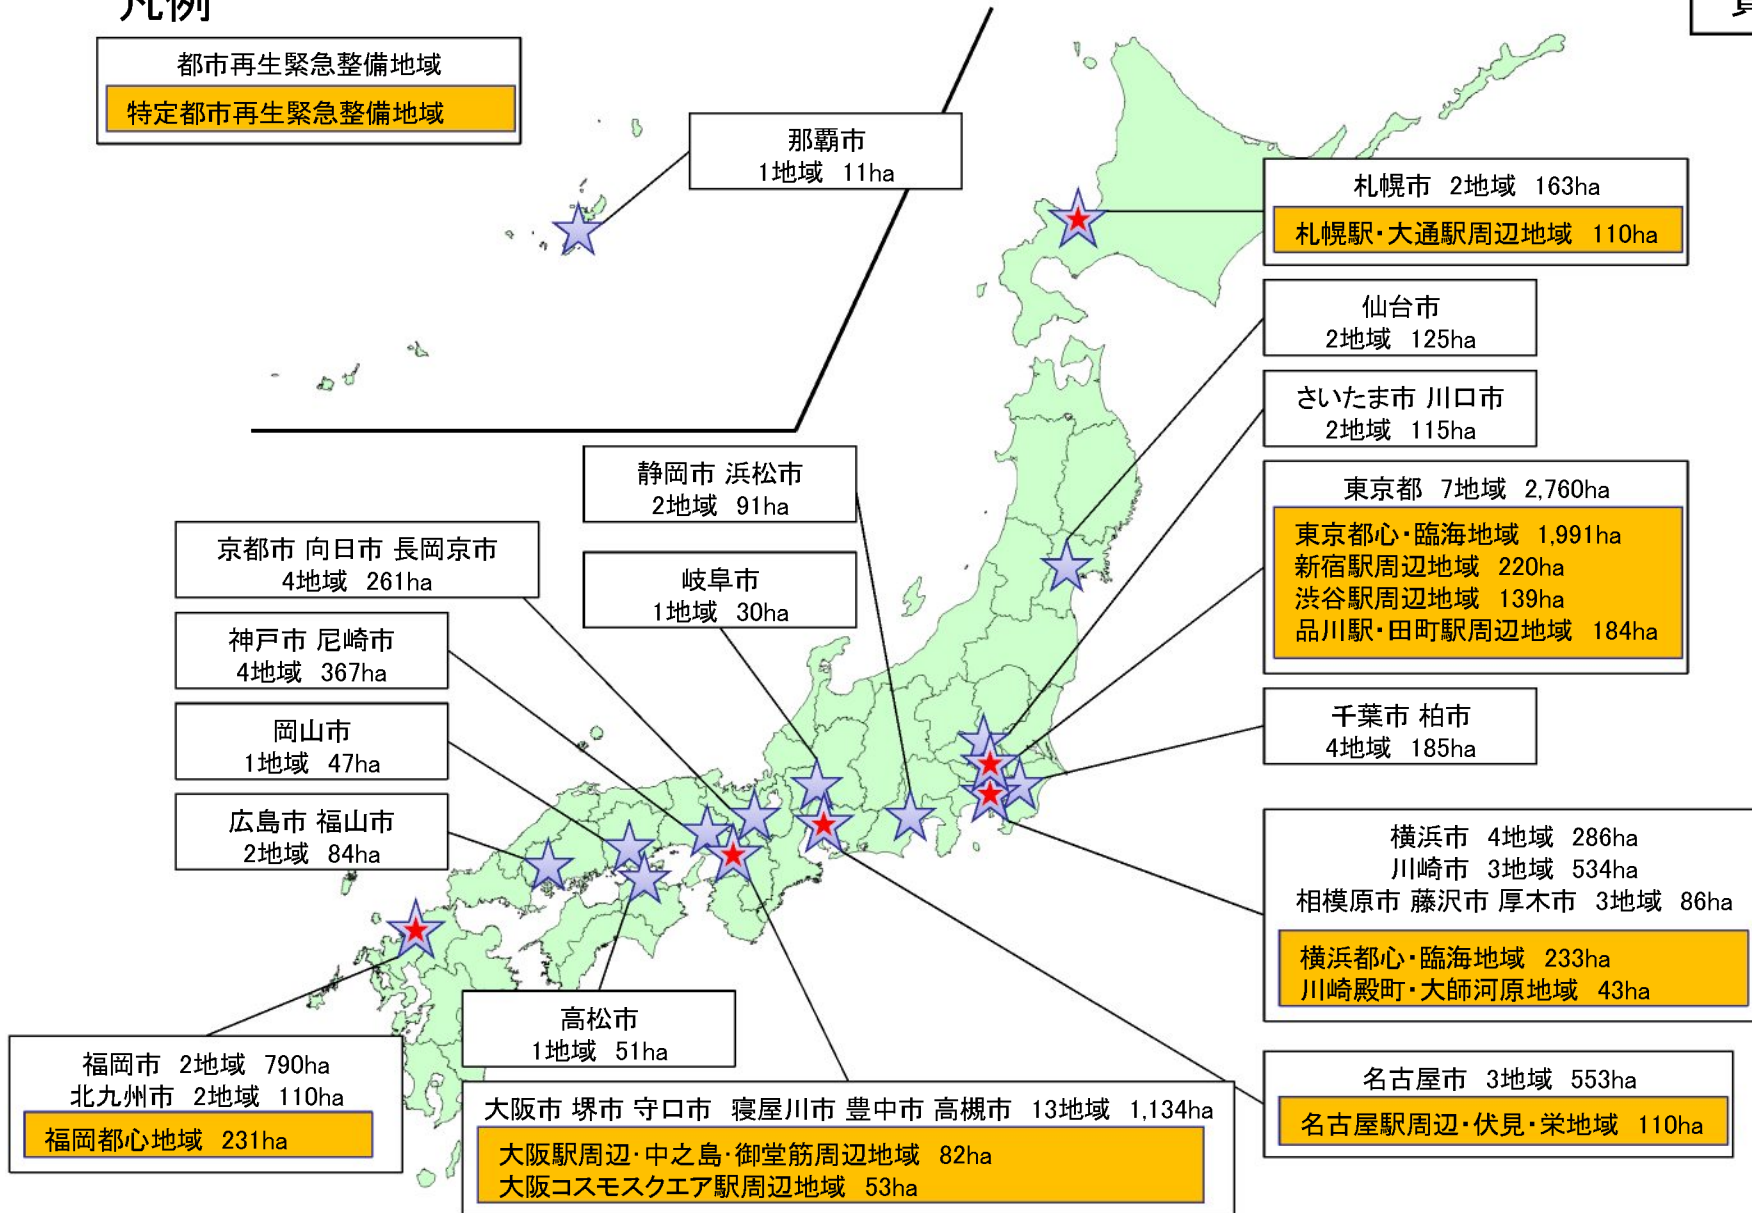 凡例
都市再生緊急整備地域
特定都市再生緊急整備地域
那覇市
1地域 11ha
札幌市 2地域 163ha
札幌駅・大通駅周辺地域 110ha
仙台市
2地域 125ha
さいたま市 川口市
2地域 115ha
静岡市 浜松市
2地域 91ha
東京都 7地域 2,760ha
東京都心・臨海地域 1,991ha
新宿駅周辺地域 220ha
渋谷駅周辺地域 139ha
品川駅・田町駅周辺地域 184ha
京都市 向日市 長岡京市
4地域 261ha
岐阜市
1地域 30ha
神戸市 尼崎市
4地域 367ha
千葉市 柏市
4地域 185ha
岡山市
1地域 47ha
広島市 福山市
2地域 84ha
横浜市 4地域 286ha
川崎市 3地域 534ha
相模原市 藤沢市 厚木市 3地域 86ha
横浜都心・臨海地域 233ha
川崎殿町・大師河原地域 43ha
高松市
1地域 51ha
福岡市 2地域 790ha
北九州市 2地域 110ha
福岡都心地域 231ha
名古屋市 3地域 553ha
名古屋駅周辺・伏見・栄地域 110ha
大阪市 堺市 守口市 寝屋川市 豊中市 高槻市 13地域 1,134ha
大阪駅周辺・中之島・御堂筋周辺地域 82ha
大阪コスモスクエア駅周辺地域 53ha